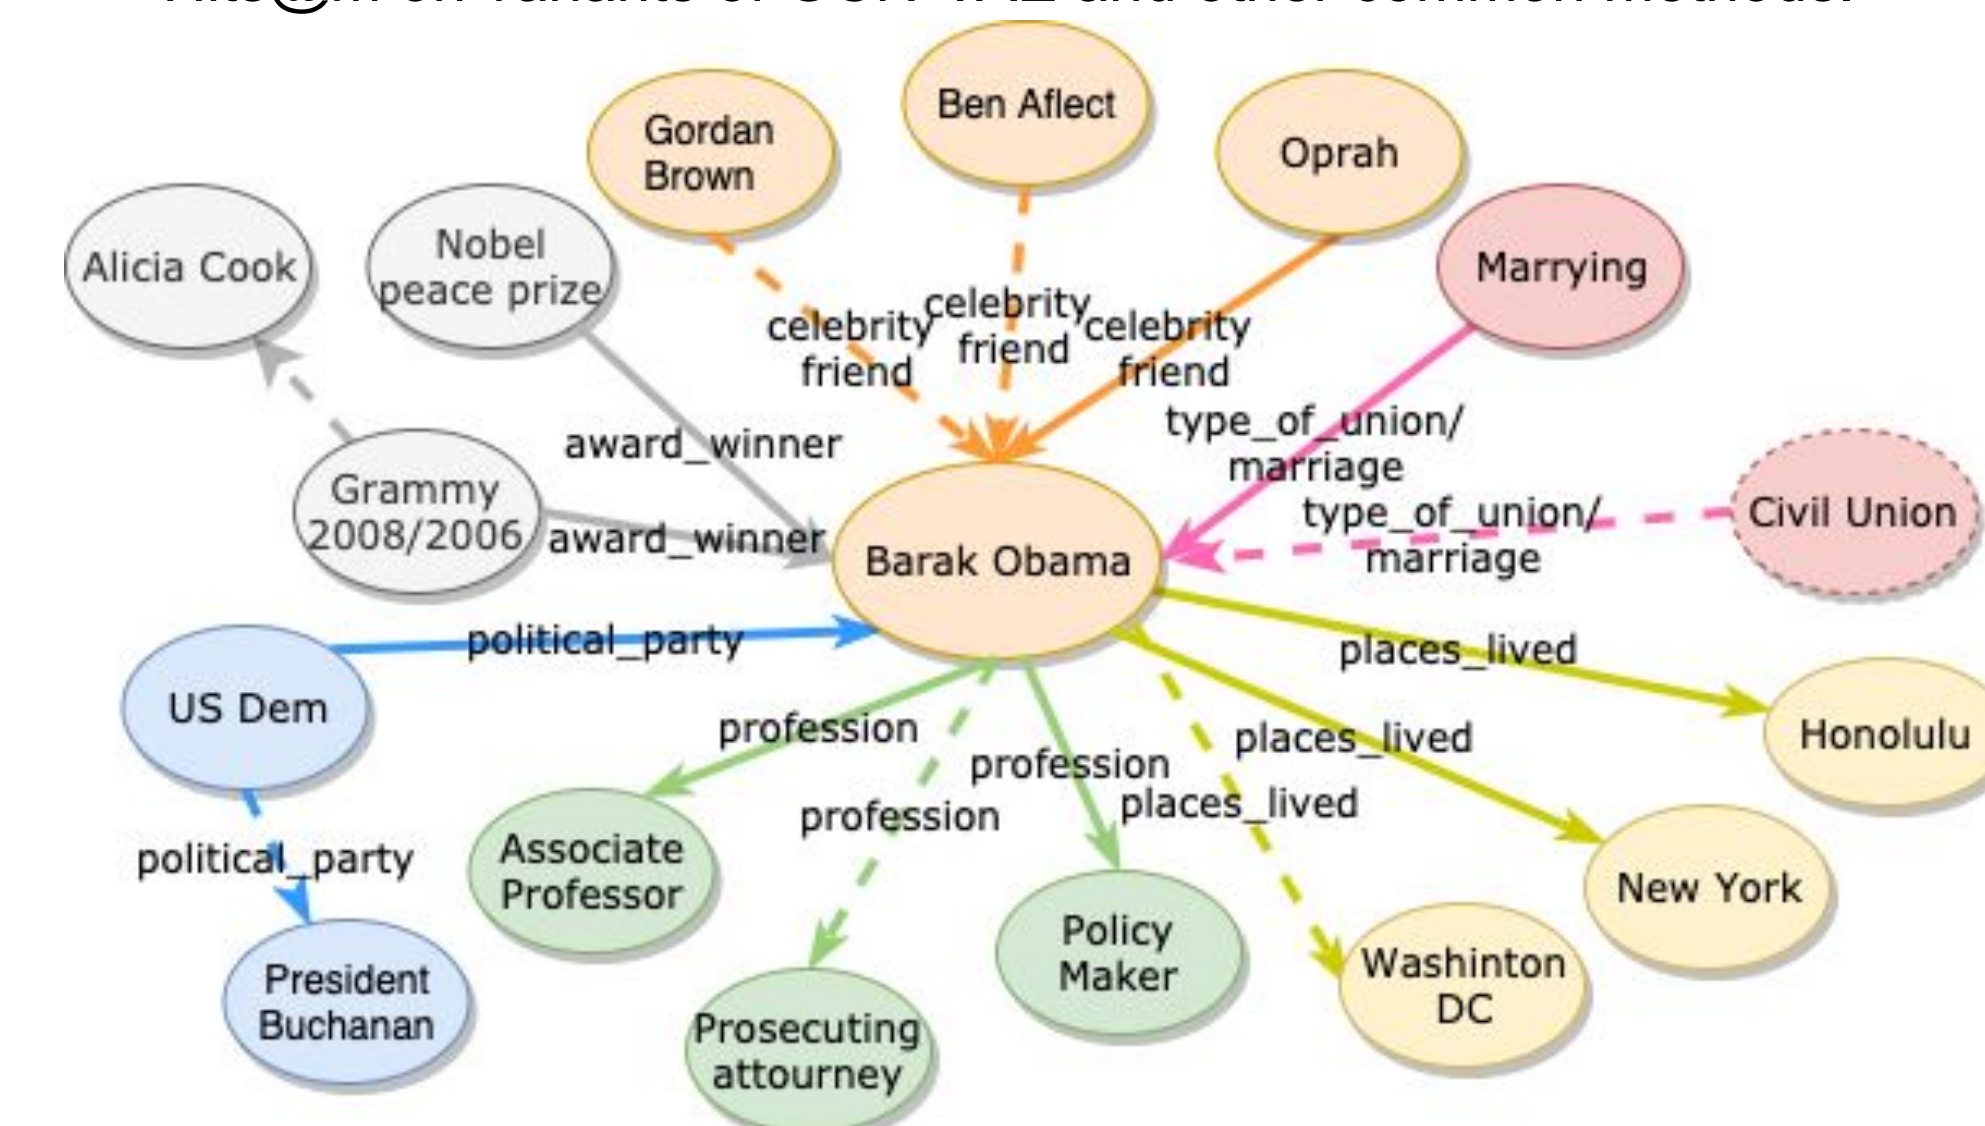 Ben Aflect
Gordan
Brown
Oprah
Alicia Cook
Nobel
peace prize
Marrying
celebrity
friend
celebrity
friend
celebrity
friend
type_of_union/
marriage
award_winner
Grammy
2008/2006
award_winner
Barak Obama
type_of_union/
marriage
Civil Union
political_party
US Dem
places_lived
Honolulu
profession
places_lived
profession
places_lived
profession
political_party
Associate
Professor
New York
Policy
Maker
Washinton
DC
President
Buchanan
Prosecuting
attourney